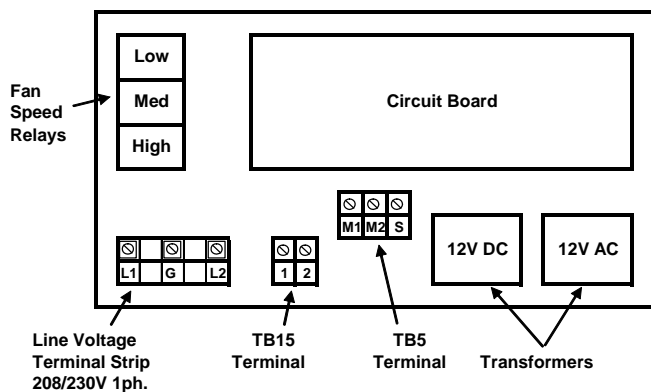 Low
Med
High
Fan
Speed
Relays
Circuit Board
M1 M2 S
L1 G L2
1 2
12V DC
12V AC
Line Voltage
Terminal Strip
208/230V 1ph.
TB15
Terminal
TB5
Terminal
Transformers